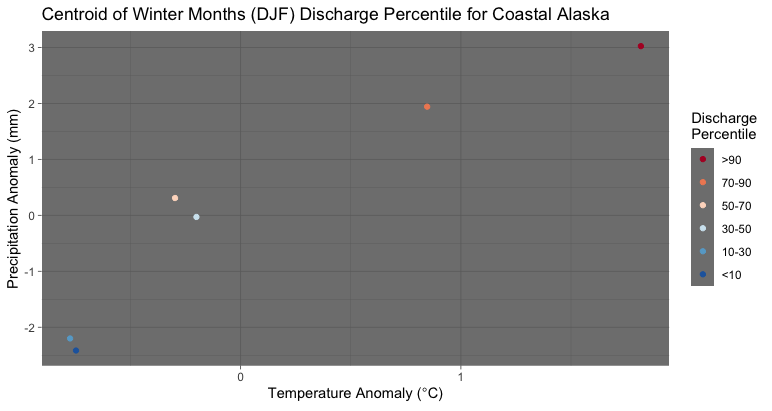 Centroid of Winter Months (DJF) Discharge Percentile for Coastal Alaska
3
2
1
0
-1
-2
Precipitation Anomaly (mm)
0
1
Temperature Anomaly (°C)
Discharge
Percentile
>90
70-90
50-70
30-50
10-30
<10